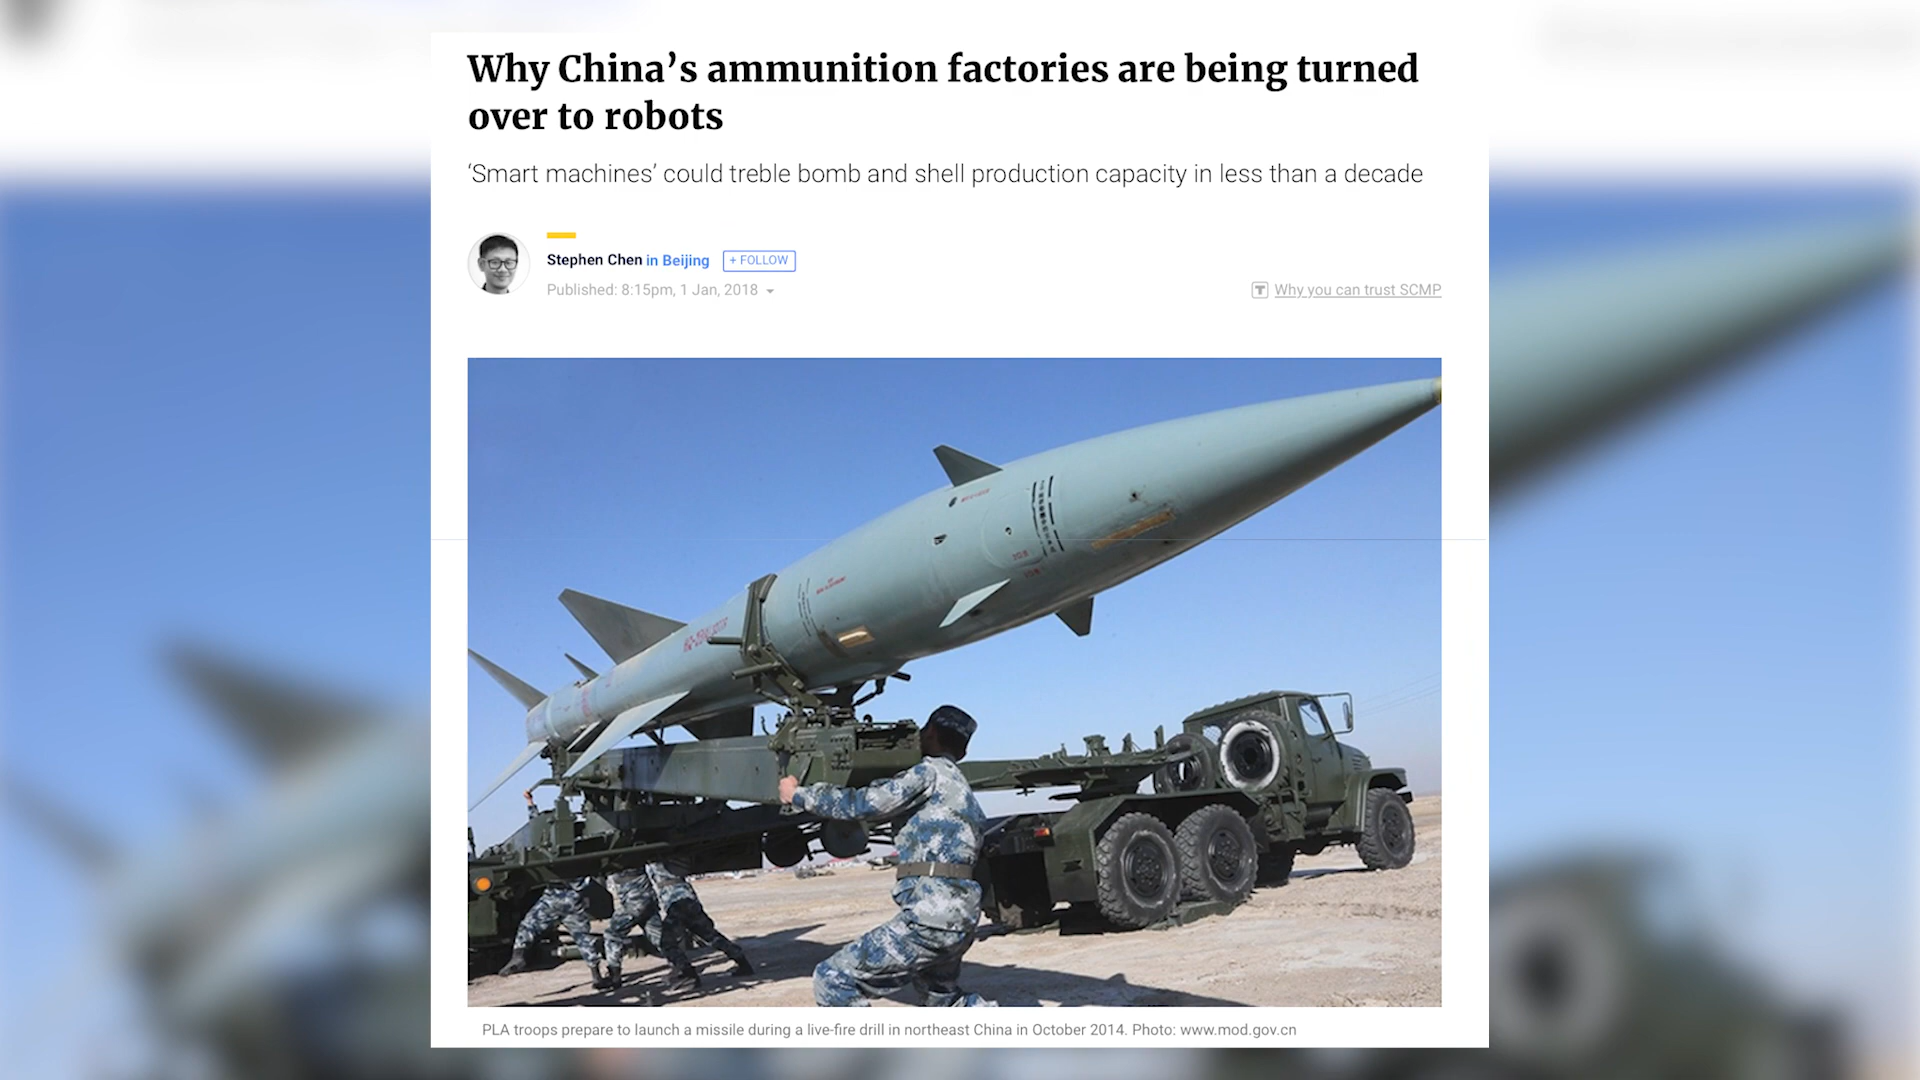 Why China’s ammunition factories are being turned
over to robots
‘Smart machines’ could treble bomb and shell production capacity in less than a decade
Stephen Chen in Beijing + FOLLOW
Published: 8:15pm, 1 Jan, 2018
Why you can trust SCMP
PLA troops prepare to launch a missile during a live-fire drill in northeast China in October 2014. Photo: www.mod.gov.cn